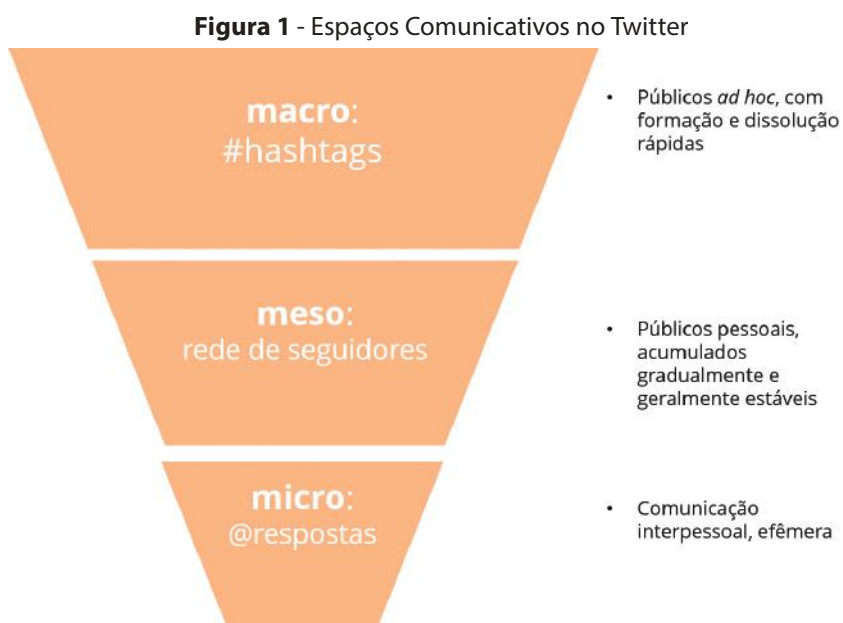 Figura 1 - Espaços Comunicativos no Twitter
macro:
#hashtags
• Públicos ad hoc, com
formação e dissolução
rápidas
meso:
rede de seguidores
• Públicos pessoais,
acumulados
gradualmente e
geralmente estáveis
micro:
@respostas
• Comunicação
interpessoal, efêmera